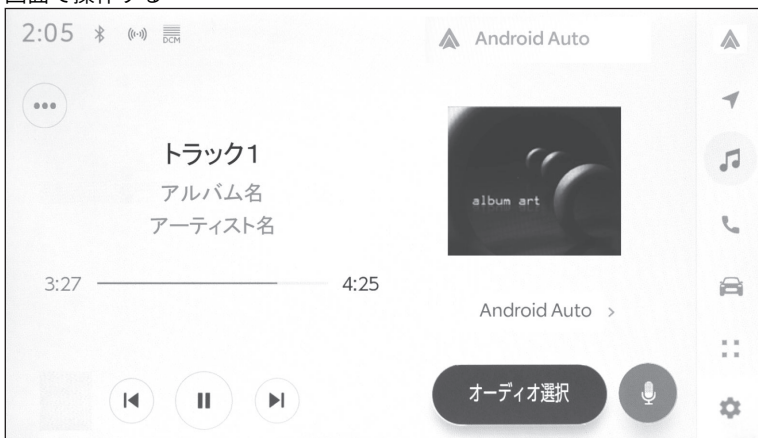 画面で操作する
2:05
DCM
Android Auto
トラック1
アルバム名
アーティスト名
album art
3:27
4:25
Android Auto >
オーディオ選択